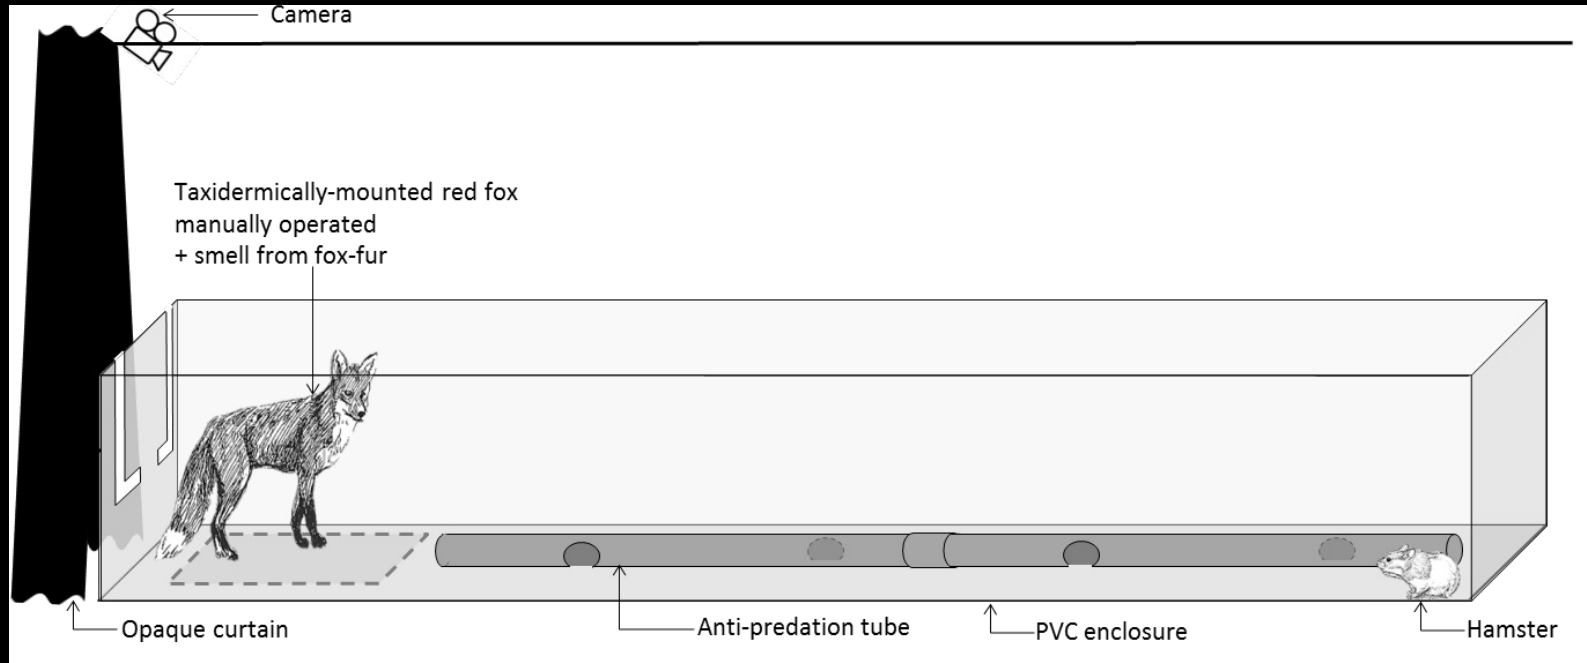 Camera
Taxidermically-mounted red fox
manually operated
+ smell from fox-fur
Opaque curtain
Anti-predation tube
PVC enclosure
Hamster